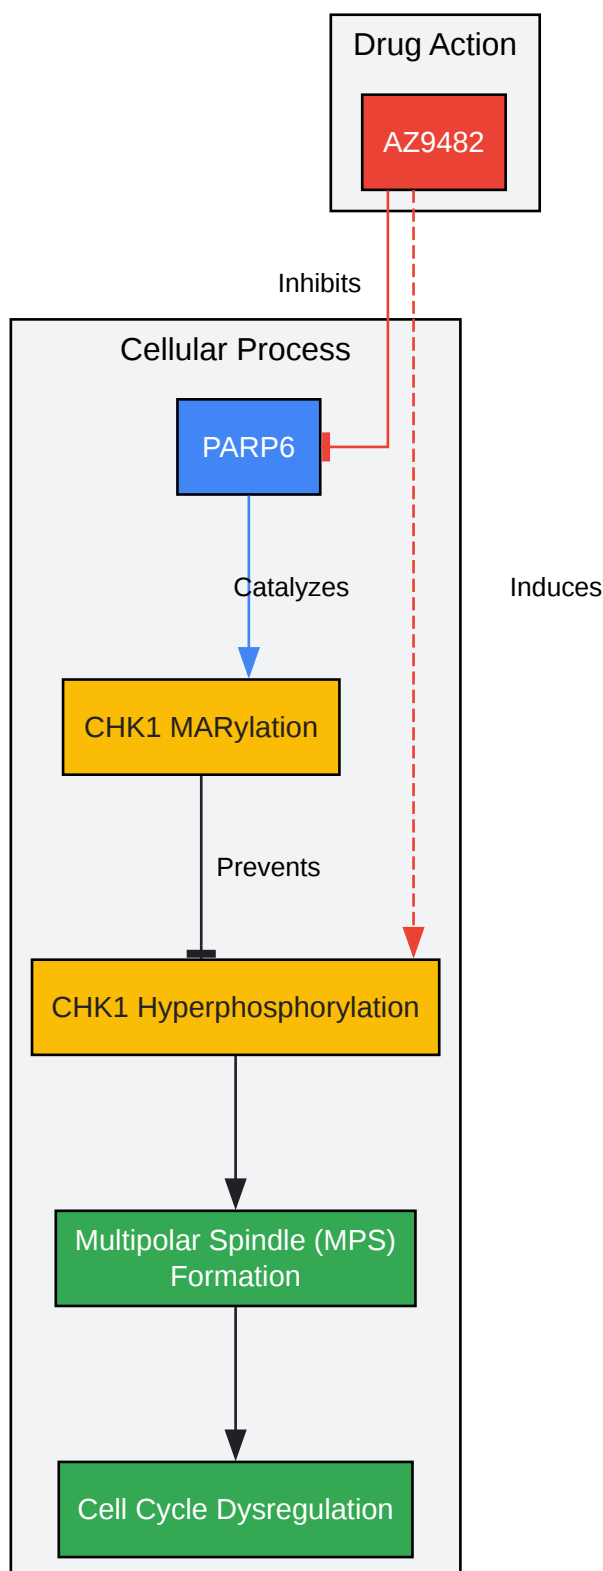 Drug Action
AZ9482
Inhibits
Cellular Process
PARP6
Catalyzes
Induces
CHK1 MARylation
Prevents
CHK1 Hyperphosphorylation
Multipolar Spindle (MPS)
Formation
Cell Cycle Dysregulation